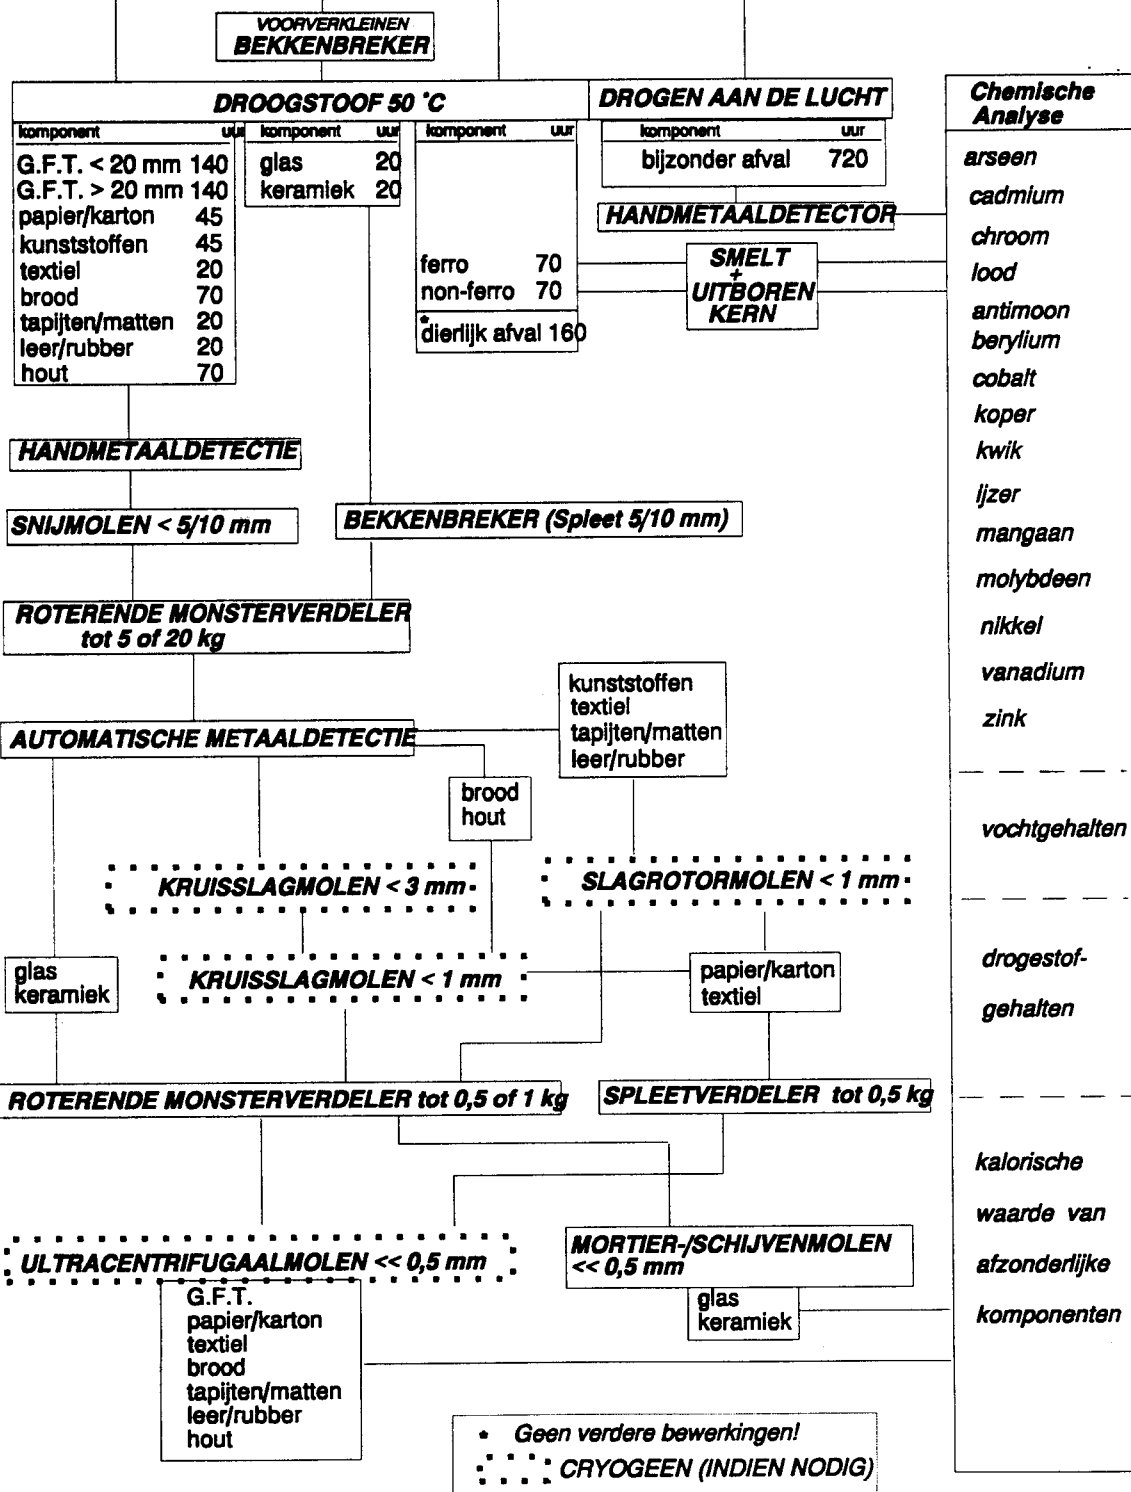 VOORVERKLEINEN
BEKKENBREKER
DROOGSTOOF 50 °C
komponent uur
G.F.T. < 20 mm 140
G.F.T. > 20 mm 140
papier/karton 45
kunststoffen 45
textiel 20
brood 70
tapijten/matten 20
leer/rubber 20
hout 70
komponent uur
glas 20
keramiek 20
komponent uur
ferro 70
non-ferro 70
*
dierlijk afval 160
DROGEN AAN DE LUCHT
komponent uur
bijzonder afval 720
HANDMETAALDETECTOR
SMELT
+
UITBOREN
KERN
HANDMETAALDETECTIE
SNIJMOLEN < 5/10 mm
BEKKENBREKER (Spleet 5/10 mm)
ROTERENDE MONSTERVERDELER
tot 5 of 20 kg
AUTOMATISCHE METAALDETECTIE
kunststoffen
textiel
tapijten/matten
leer/rubber
brood
hout
KRUISSLAGMOLEN < 3 mm
SLAGROTORMOLEN < 1 mm
glas
keramiek
KRUISSLAGMOLEN < 1 mm
papier/karton
textiel
ROTERENDE MONSTERVERDELER tot 0,5 of 1 kg
SPLEETVERDELER tot 0,5 kg
ULTRACENTRIFUGAALMOLEN << 0,5 mm
G.F.T.
papier/karton
textiel
brood
tapijten/matten
leer/rubber
hout
MORTIER-/SCHIJVENMOLEN
<< 0,5 mm
glas
keramiek
* Geen verdere bewerkingen!
CRYOGEEN (INDIEN NODIG)
Chemische
Analyse
arseen
cadmium
chroom
lood
antimoon
berylium
cobalt
koper
kwik
ijzer
mangaan
molybdeen
nikkel
vanadium
zink
vochtgehalten
drogestof-
gehalten
kalorische
waarde van
afzonderlijke
komponenten